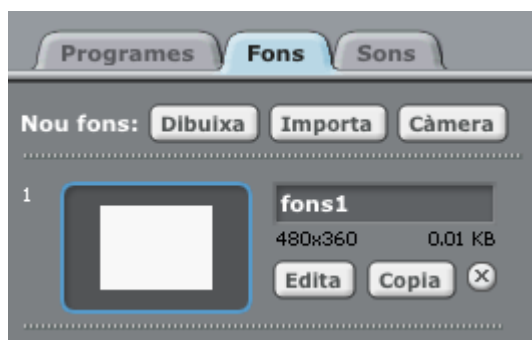 Programes Fons Sons
Nou fons: Dibuixa Importa Càmera
1
fons1
480x360 0.01 KB
Edita Copia